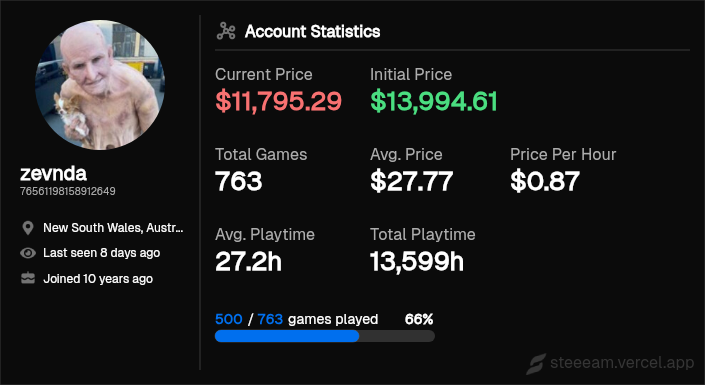 Account Statistics
Current Price
Initial Price
$11,795.29
$13,994.61
Total Games
Avg. Price
Price Per Hour
763
$27.77
$0.87
Avg. Playtime
Total Playtime
27.2h
13,599h
500 / 763 games played 66%
zevnda
76561198158912649
New South Wales, Austr...
Last seen 8 days ago
Joined 10 years ago
steeeam.vercel.app